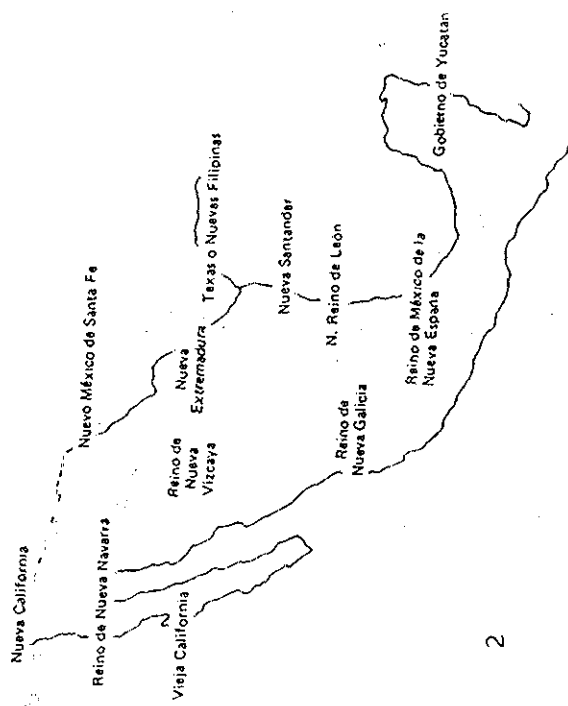 Nueva California
Reino de Nueva Navarra
Vieja California
Nuevo México de Santa Fe
Reino de
Nueva
Vizcaya
Nueva
Extremadura
Texas o Nuevas Filipinas
Nueva Santander
N. Reino de León
Reino de
Nueva Galicia
Reino de México de la
Nueva España
Gobierno de Yucatan
2